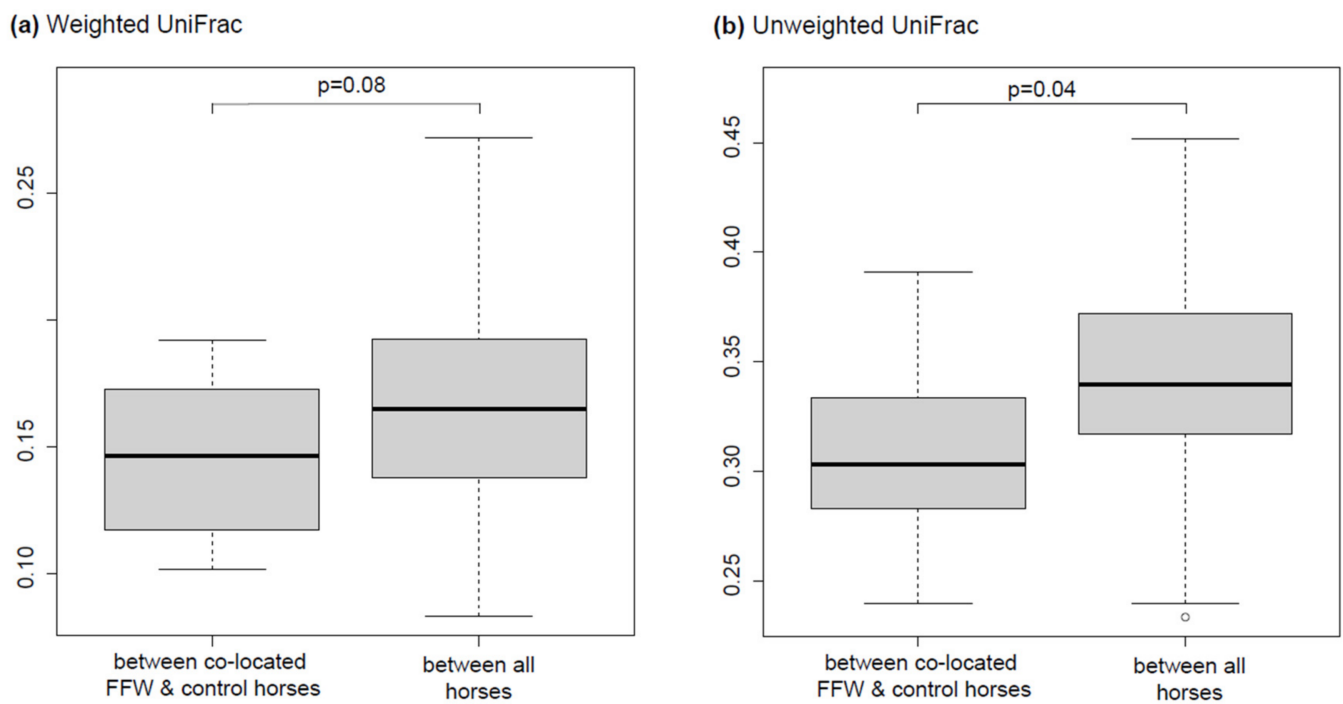 (a) Weighted UniFrac
(b) Unweighted UniFrac
p=0.08
0.25
0.15
0.10
between co-located
FFW & control horses
between all
horses
p=0.04
0.45
0.40
0.35
0.30
0.25
between co-located
FFW & control horses
between all
horses